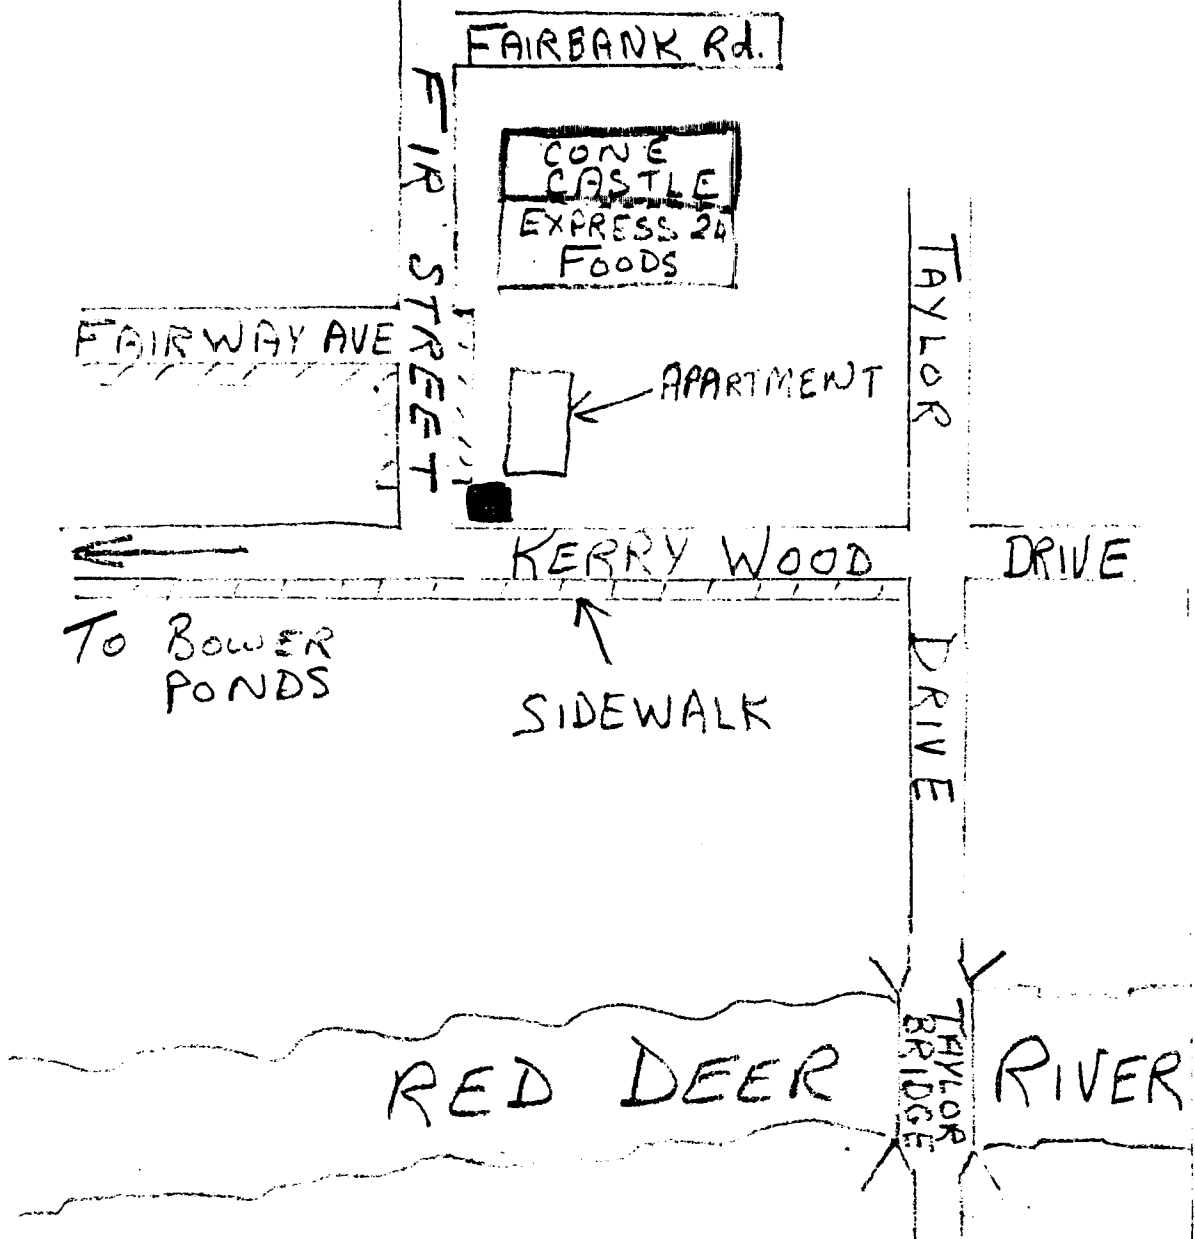 FAIRBANK Rd.
FIR STREET
CONE
CASTLE
EXPRESS 24
FOODS
TAYLOR
FAIRWAY AVE
APARTMENT
KERRY WOOD DRIVE
TO BOWER
PONDS
SIDEWALK
DRIVE
TAYLOR
BRIDGE
RED DEER RIVER